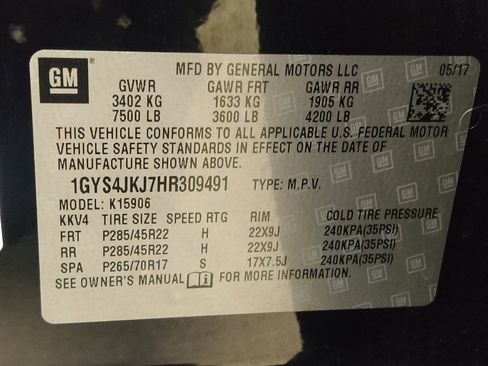 GM
MFD BY GENERAL MOTORS LLC 05/17
GVWR GAWR FRT GAWR RR
3402 KG 1633 KG 1905 KG
7500 LB 3600 LB 4200 LB
THIS VEHICLE CONFORMS TO ALL APPLICABLE U.S. FEDERAL MOTOR
VEHICLE SAFETY STANDARDS IN EFFECT ON THE DATE OF
MANUFACTURE SHOWN ABOVE.
1GYS4JKJ7HR309491 TYPE: M.P.V.
MODEL: K15906
KKV4 TIRE SIZE SPEED RTG RIM COLD TIRE PRESSURE
FRT P285/45R22 H 22X9J 240KPA(35PSI)
RR P285/45R22 H 22X9J 240KPA(35PSI)
SPA P265/70R17 S 17X7.5J 240KPA(35PSI)
SEE OWNER'S MANUAL FOR MORE INFORMATION.